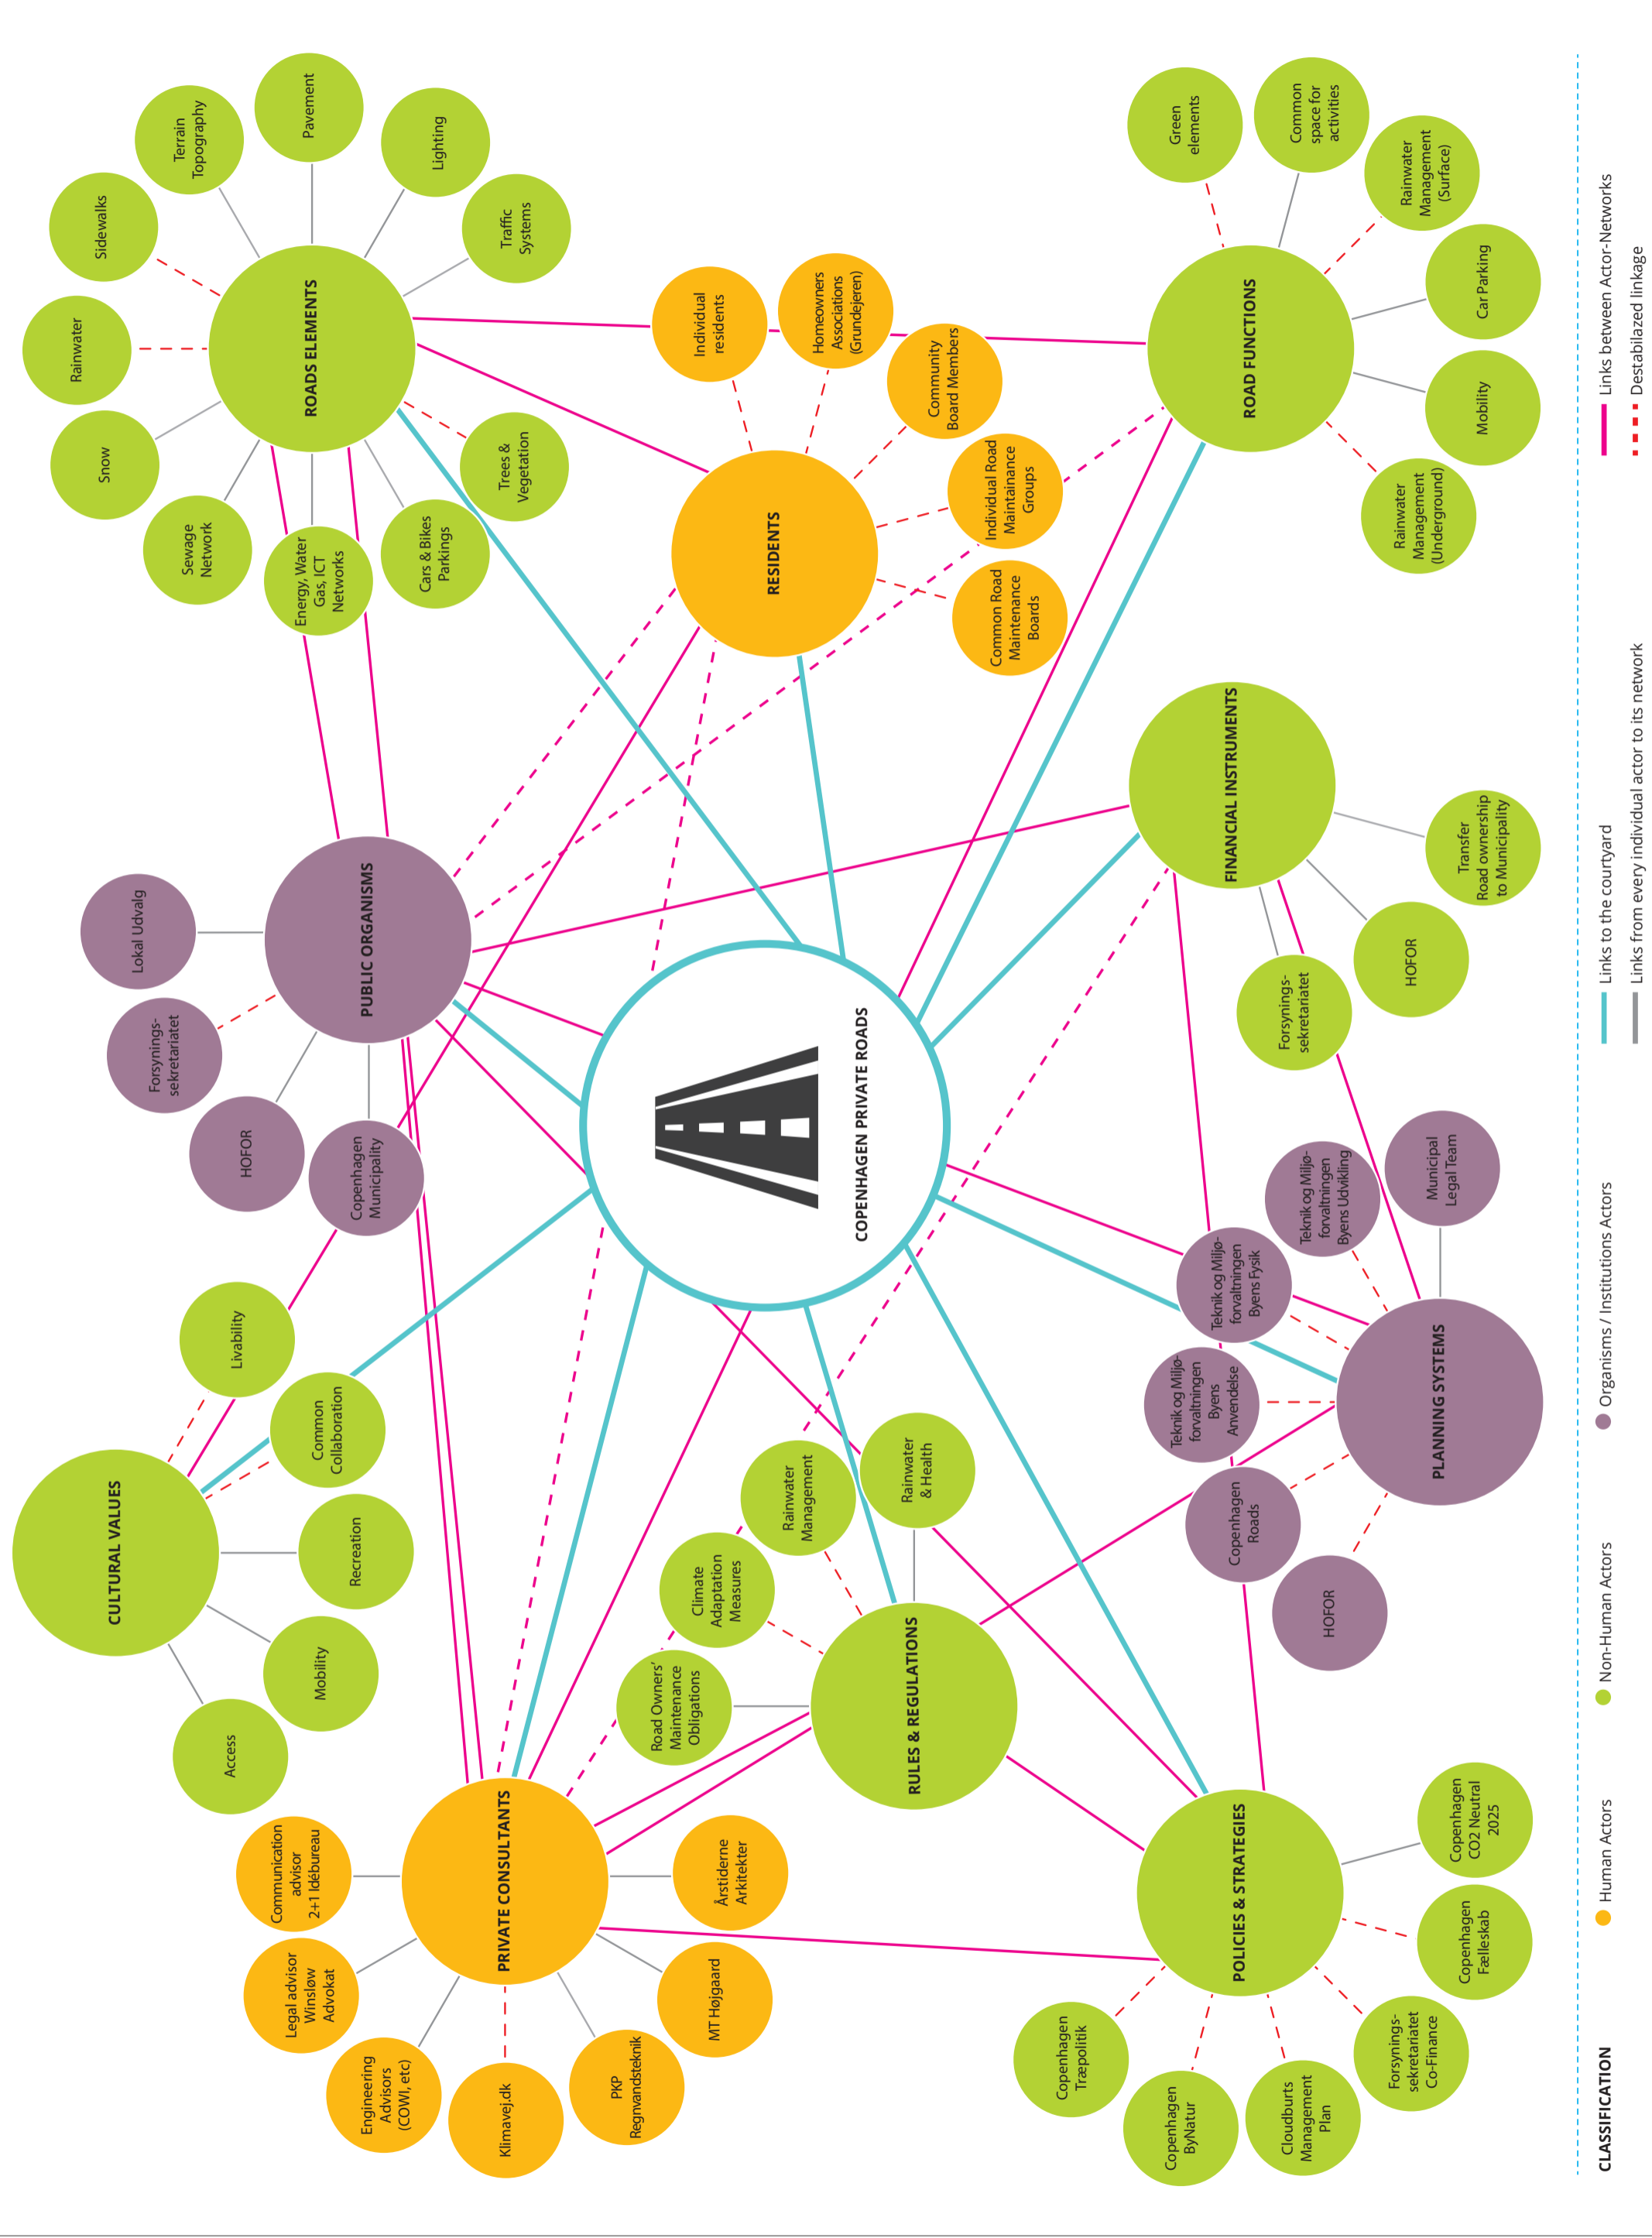 CULTURAL VALUES
Access
Mobility
Recreation
Common
Collaboration
Livability
PUBLIC ORGANISMS
Copenhagen
Municipality
HOFOR
Forsynings-
sekretariatet
Lokal Udvalg
ROADS ELEMENTS
Energy, Water
Gas, ICT
Networks
Sewage
Network
Snow
Rainwater
Sidewalks
Terrain
Topography
Pavement
Lighting
Traffic
Systems
Trees &
Vegetation
Cars & Bikes
Parkings
PRIVATE CONSULTANTS
Communication
advisor
2+1 Idébureau
Legal advisor
Winsløw
Advokat
Engineering
Advisors
(COWI, etc)
Klimavej.dk
PKP
Regnvandsteknik
MT Højgaard
Årstiderne
Arkitekter
COPENHAGEN PRIVATE ROADS
RESIDENTS
Individual
residents
Homeowners
Associations
(Grundejeren)
Community
Board Members
Individual Road
Maintainance
Groups
Common Road
Maintenance
Boards
RULES & REGULATIONS
Road Owners’
Maintenance
Obligations
Climate
Adaptation
Measures
Rainwater
Management
Rainwater
& Health
POLICIES & STRATEGIES
Copenhagen
Træpolitik
Copenhagen
ByNatur
Cloudburts
Management
Plan
Forsynings-
sekretariatet
Co-Finance
Copenhagen
Fælleskab
Copenhagen
CO2 Neutral
2025
PLANNING SYSTEMS
HOFOR
Copenhagen
Roads
Teknik og Miljø-
forvaltningen
Byens
Anvendelse
Teknik og Miljø-
forvaltningen
Byens Fysik
Teknik og Miljø-
forvaltningen
Byens Udvikling
Municipal
Legal Team
FINANCIAL INSTRUMENTS
Forsynings-
sekretariatet
HOFOR
Transfer
Road ownership
to Municipality
ROAD FUNCTIONS
Green
elements
Common
space for
activities
Rainwater
Management
(Surface)
Car Parking
Mobility
Rainwater
Management
(Underground)
CLASSIFICATION
Human Actors
Non-Human Actors
Organisms / Institutions Actors
Links to the courtyard
Links between Actor-Networks
Links from every individual actor to its network
Destabilazed linkage